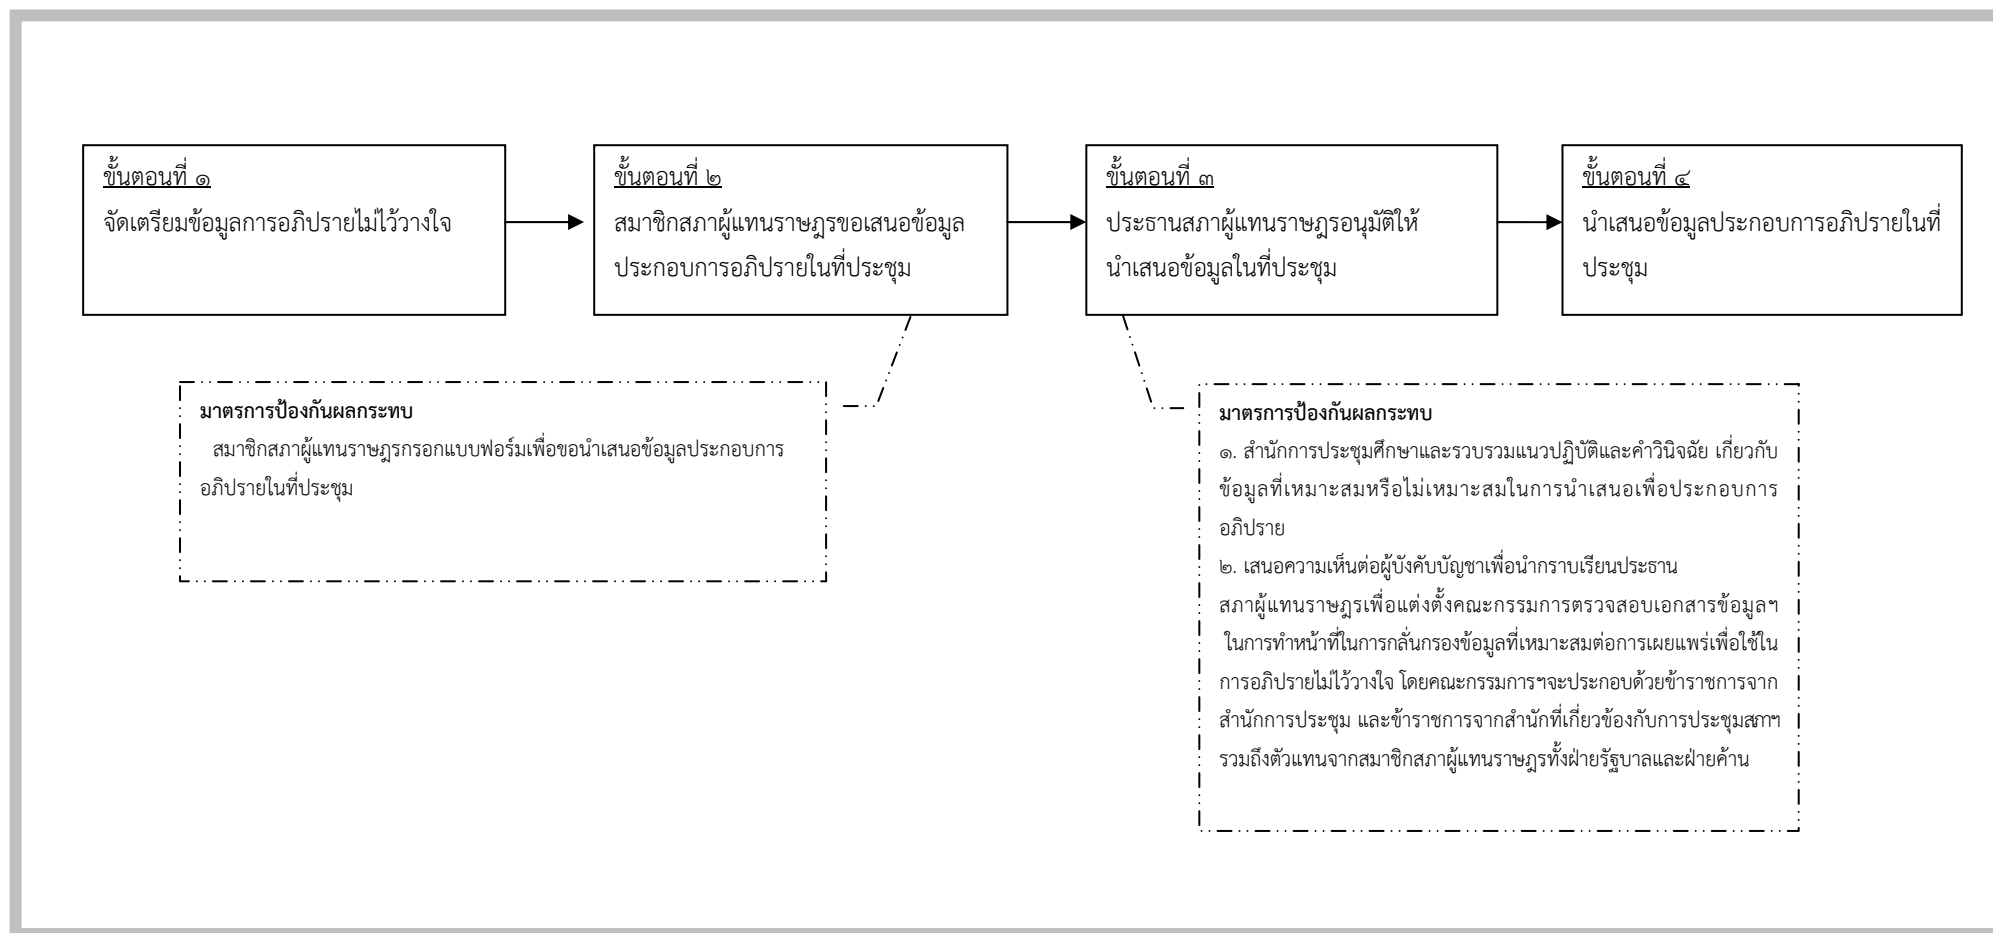 ขั้นตอนที่ ๑
จัดเตรียมข้อมูลการอภิปรายไม่ไว้วางใจ
ขั้นตอนที่ ๒
สมาชิกสภาผู้แทนราษฎรขอเสนอข้อมูล
ประกอบการอภิปรายในที่ประชุม
ขั้นตอนที่ ๓
ประธานสภาผู้แทนราษฎรอนุมัติให้
นำเสนอข้อมูลในที่ประชุม
ขั้นตอนที่ ๔
นำเสนอข้อมูลประกอบการอภิปรายในที่
ประชุม
มาตรการป้องกันผลกระทบ
สมาชิกสภาผู้แทนราษฎรกรอกแบบฟอร์มเพื่อขอนำเสนอข้อมูลประกอบการ
อภิปรายในที่ประชุม
มาตรการป้องกันผลกระทบ
๑. สำนักการประชุมศึกษาและรวบรวมแนวปฏิบัติและคำวินิจฉัย เกี่ยวกับ
ข้อมูลที่เหมาะสมหรือไม่เหมาะสมในการนำเสนอเพื่อประกอบการ
อภิปราย
๒. เสนอความเห็นต่อผู้บังคับบัญชาเพื่อนำกราบเรียนประธาน
สภาผู้แทนราษฎรเพื่อแต่งตั้งคณะกรรมการตรวจสอบเอกสารข้อมูลฯ
ในการทำหน้าที่ในการกลั่นกรองข้อมูลที่เหมาะสมต่อการเผยแพร่เพื่อใช้ใน
การอภิปรายไม่ไว้วางใจ โดยคณะกรรมการฯจะประกอบด้วยข้าราชการจาก
สำนักการประชุม และข้าราชการจากสำนักที่เกี่ยวข้องกับการประชุมสภาฯ
รวมถึงตัวแทนจากสมาชิกสภาผู้แทนราษฎรทั้งฝ่ายรัฐบาลและฝ่ายค้าน